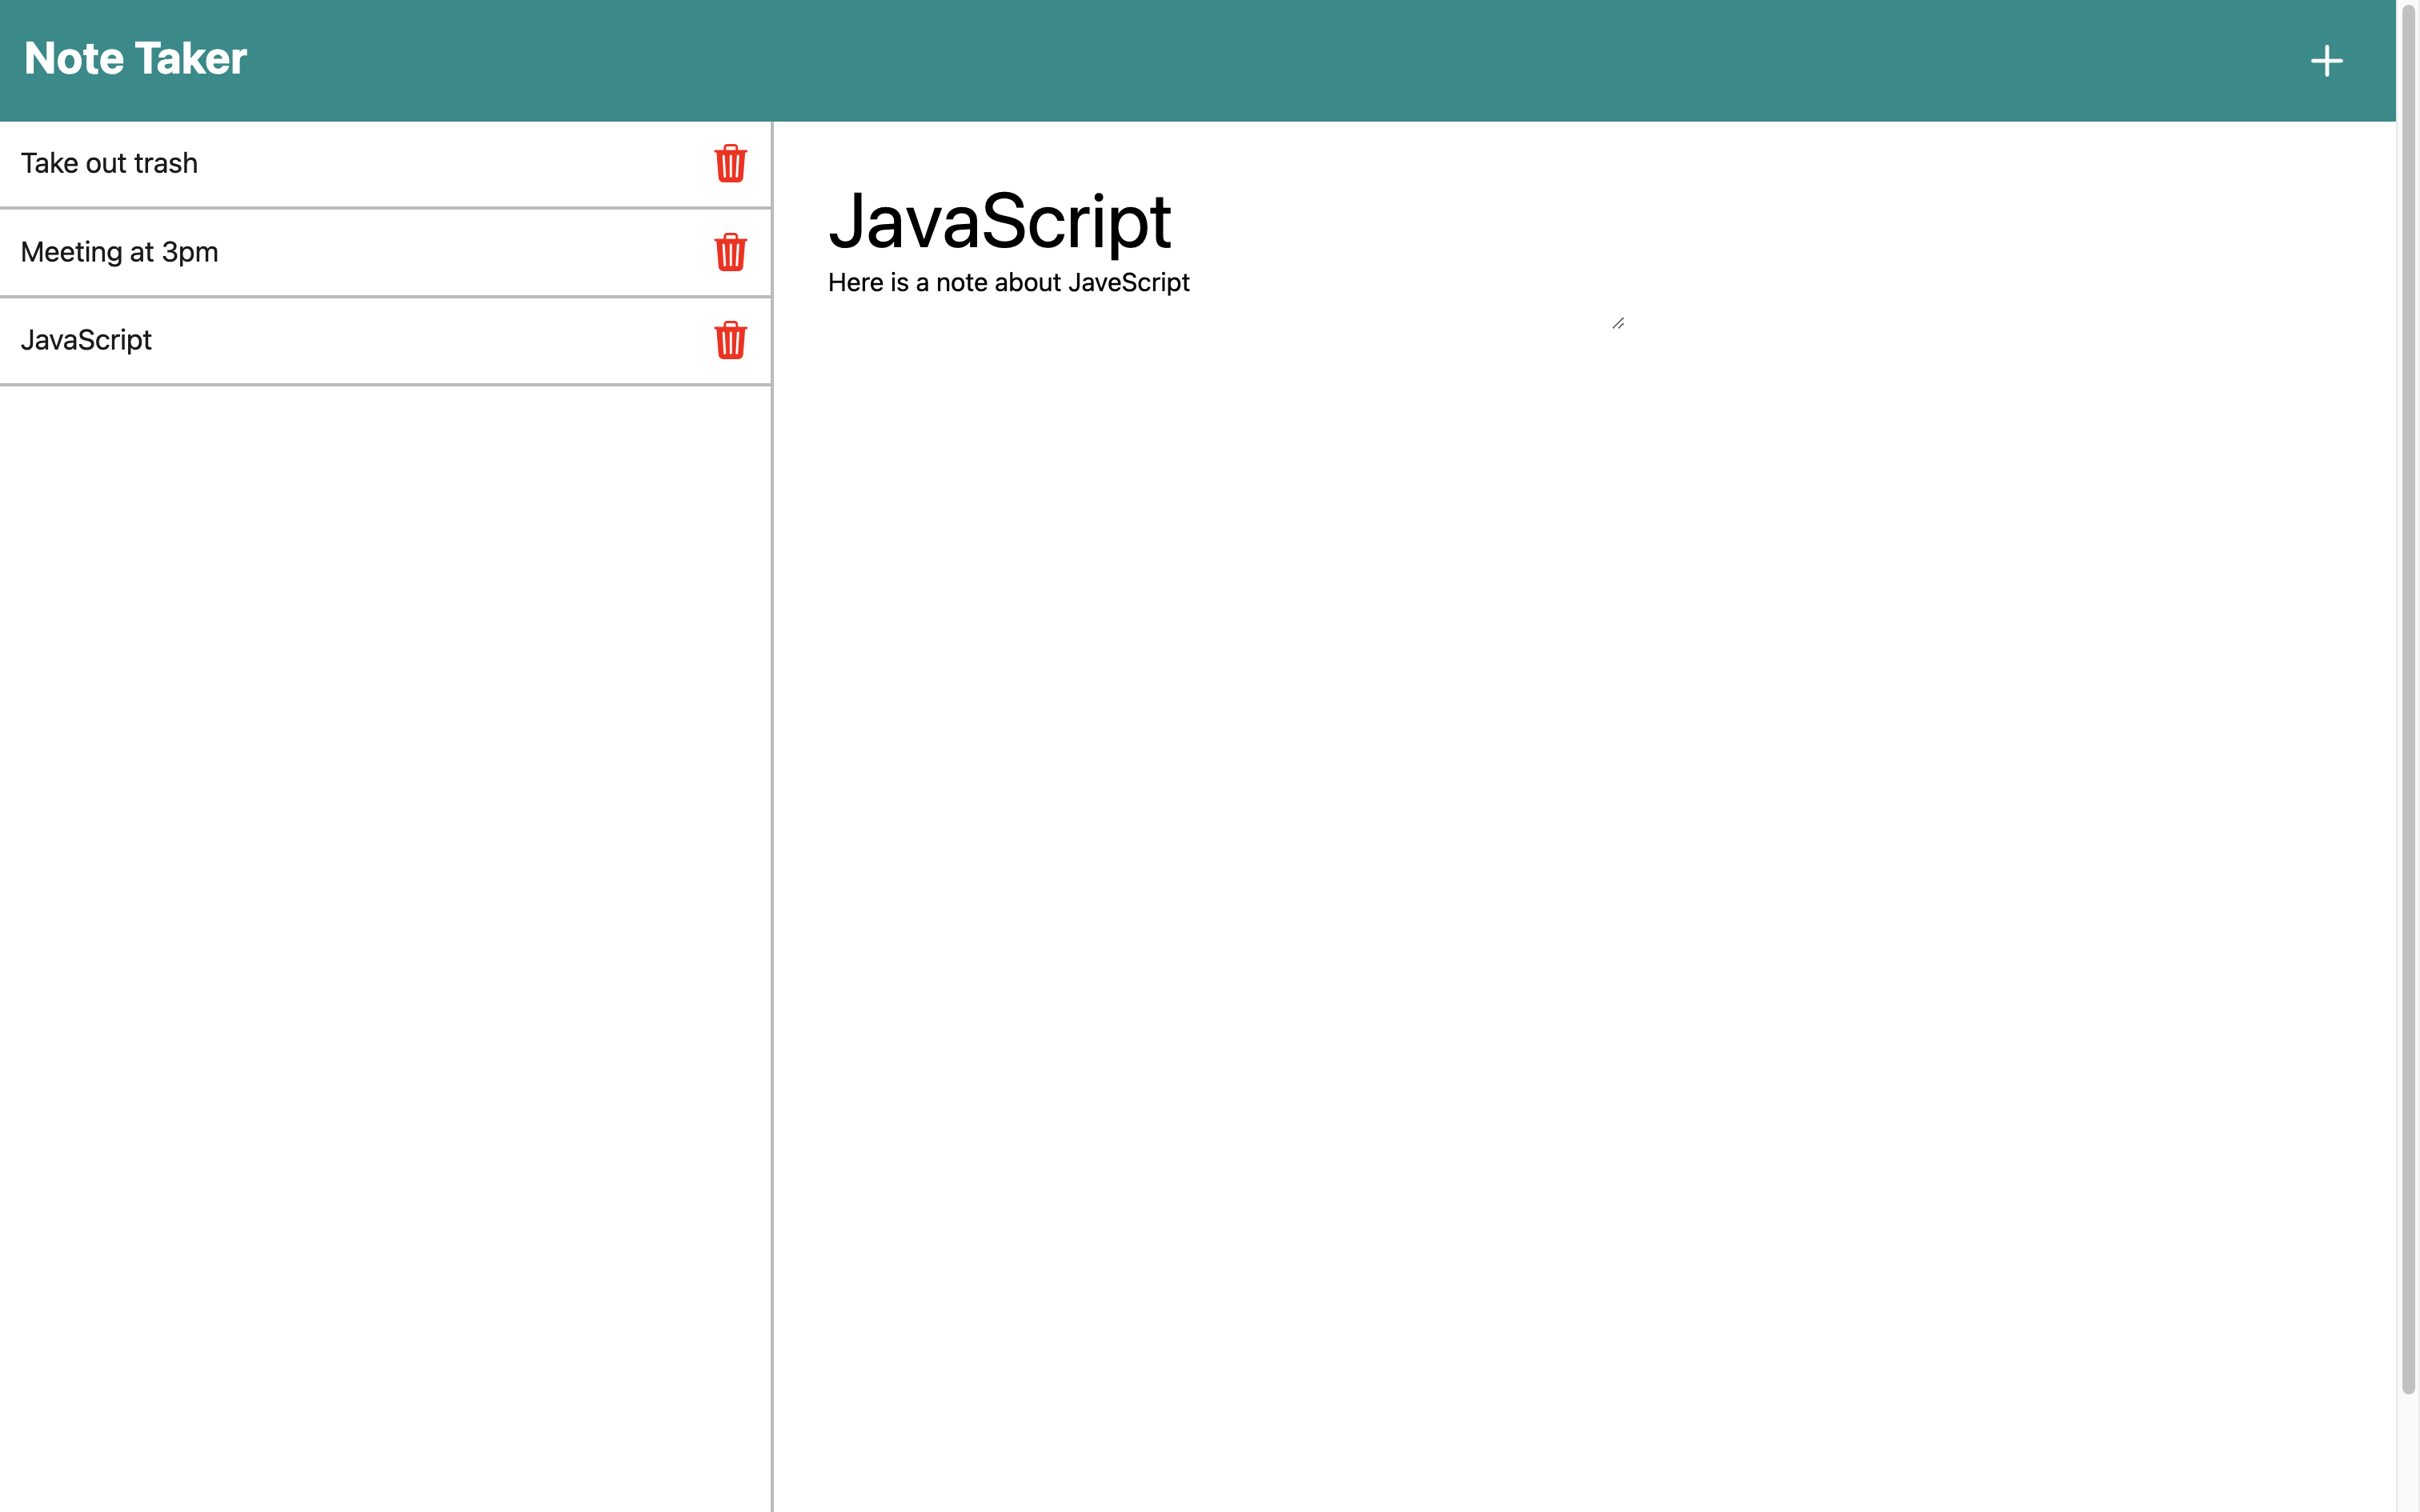 Note Taker
Take out trash
Meeting at 3pm
JavaScript
JavaScript
Here is a note about JaveScript